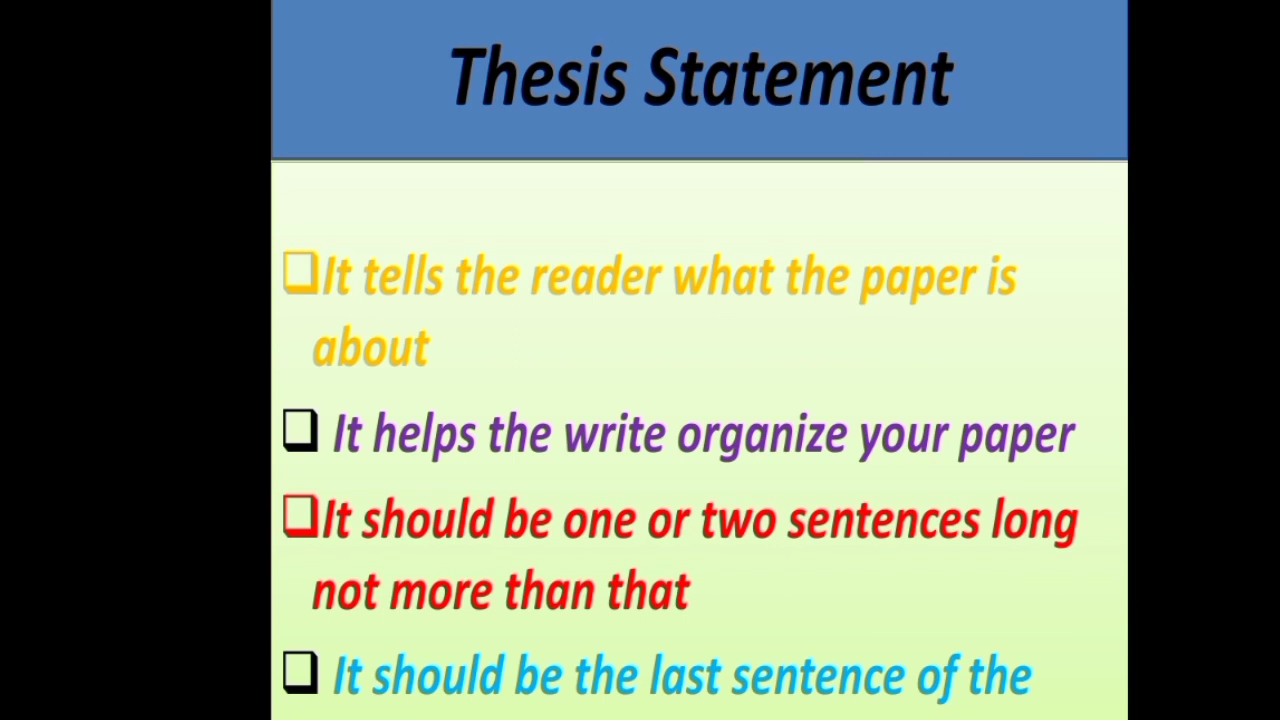 Thesis Statement
❑It tells the reader what the paper is
about
❑ It helps the write organize your paper
❑It should be one or two sentences long
not more than that
❑ It should be the last sentence of the